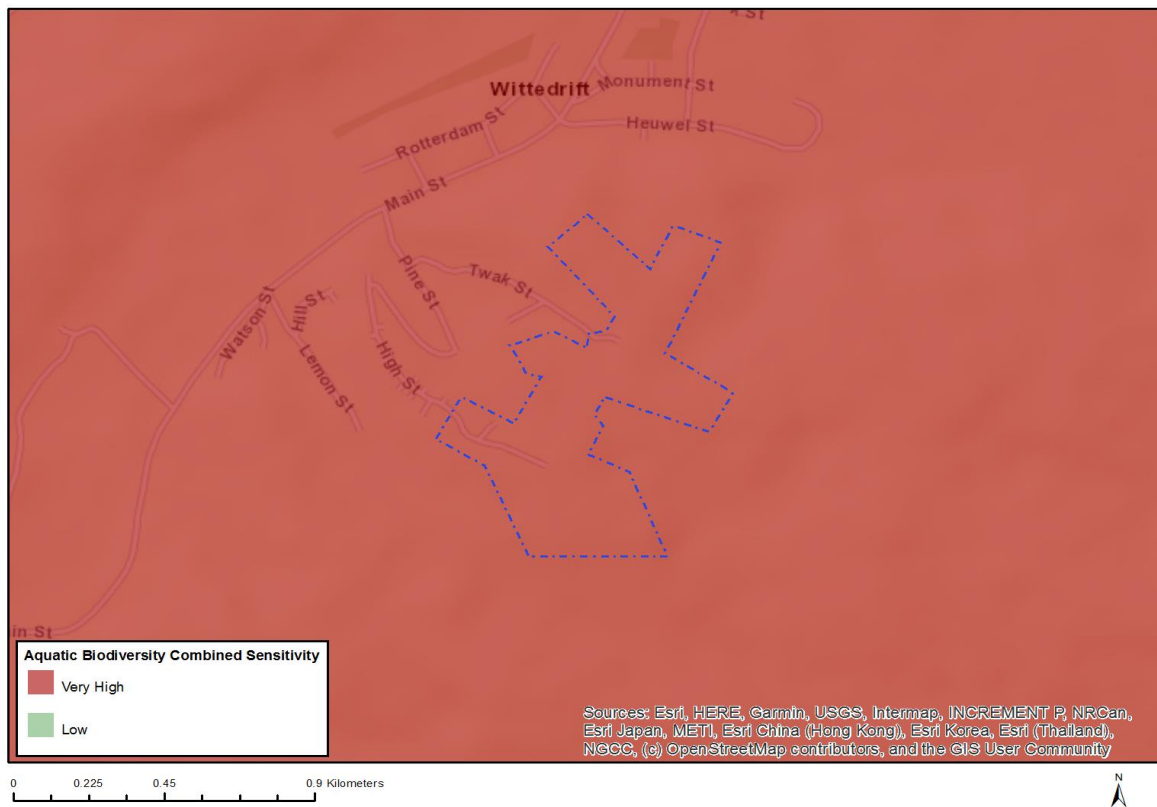 k St
Wittedrift
Monument St
Heuwel St
Rotterdam St
Main St
Pine St
Twak St
Watson St
Hill St
Lemon St
High St
in St
Aquatic Biodiversity Combined Sensitivity
Very High
Low
Sources: Esri, HERE, Garmin, USGS, Intermap, INCREMENT P, NRCan,
Esri Japan, METI, Esri China (Hong Kong), Esri Korea, Esri (Thailand),
NGCC, (c) OpenStreetMap contributors, and the GIS User Community
0 0.225 0.45 0.9 Kilometers
N